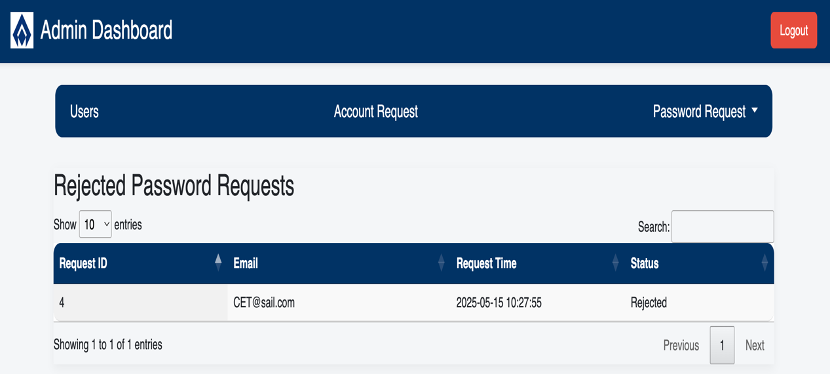 Admin Dashboard
Logout
Users Account Request Password Request
Rejected Password Requests
Show 10 entries Search:
Request ID Email Request Time Status
4 CET@sail.com 2025-05-15 10:27:55 Rejected
Showing 1 to 1 of 1 entries Previous 1 Next